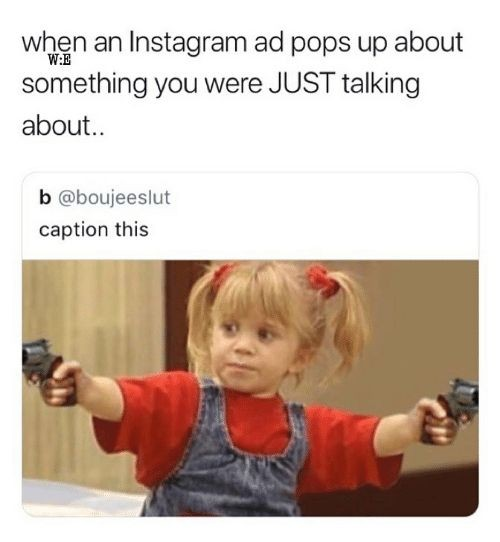 when an Instagram ad pops up about
W:E
something you were JUST talking
about..
b @boujeeslut
caption this